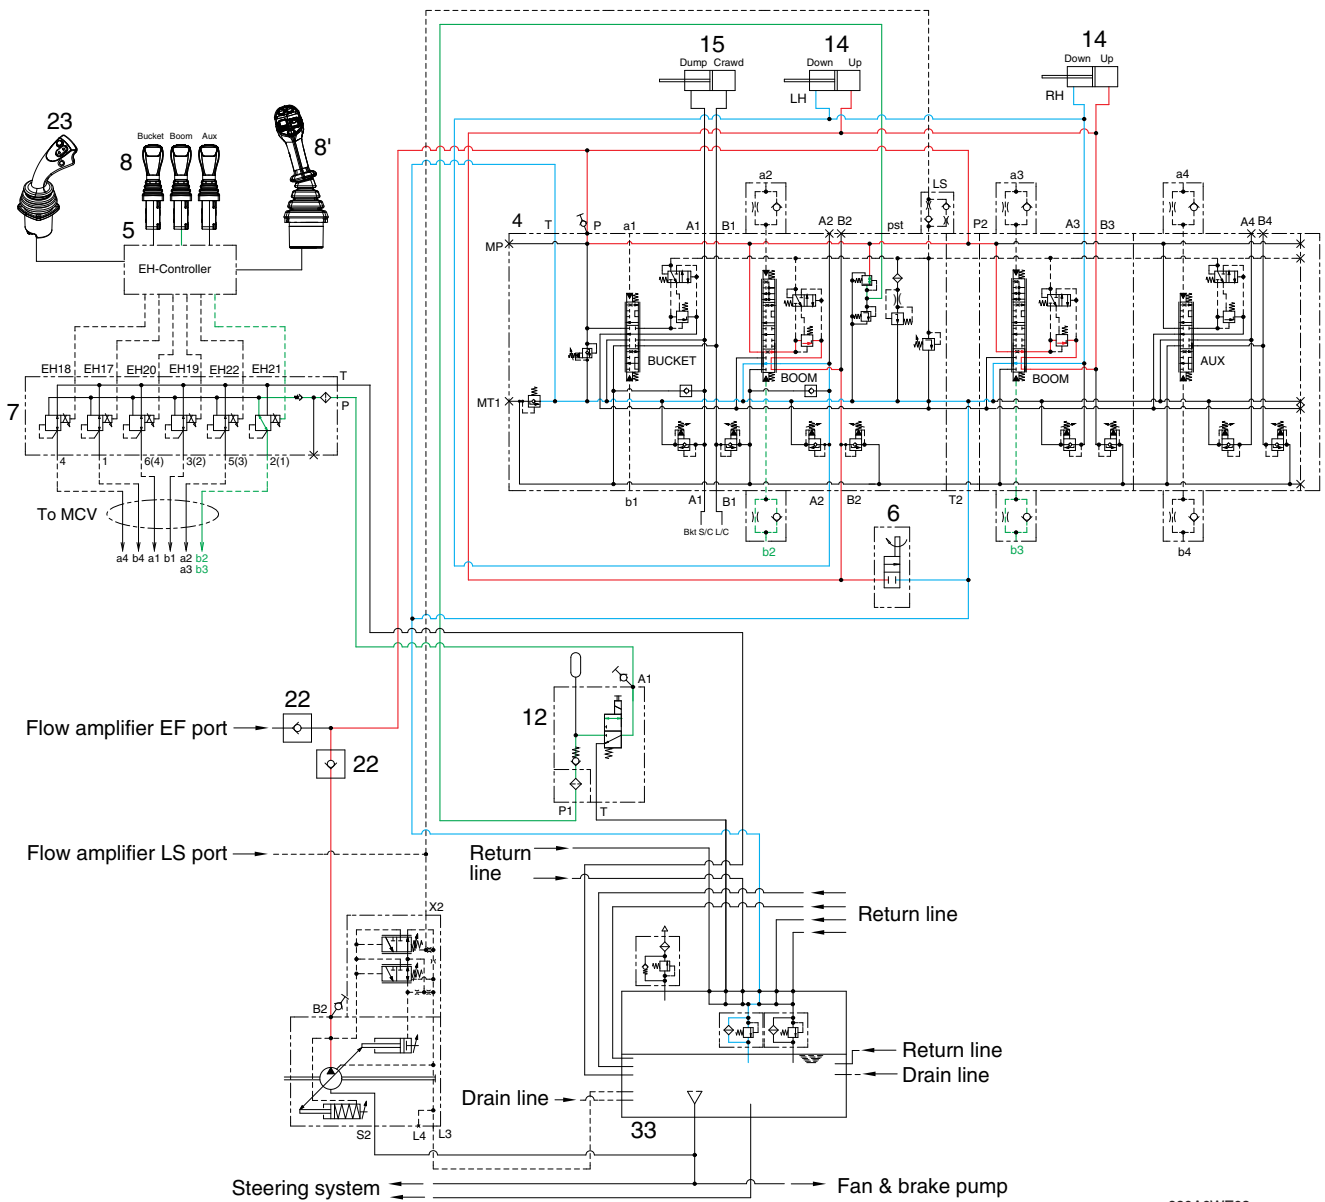 15
14
14
Dump Crawd
Down Up
Down Up
LH
RH
23
8
Bucket Boom Aux
8'
5
EH-Controller
a2
LS
a3
a4
4
T
P
a1
A1
B1
A2
B2
pst
P2
A3
B3
A4
B4
MP
BUCKET
BOOM
BOOM
AUX
MT1
EH18
EH17
EH20
EH19
EH22
EH21
T
P
7
4
1
6(4)
3(2)
5(3)
2(1)
To MCV
a4 b4 a1 b1 a2 b2
a3 b3
b1
A1
B1
A2
B2
T2
Bkt S/C L/C
b2
6
b3
b4
12
A1
P1
T
22
Flow amplifier EF port
22
Flow amplifier LS port
Return
line
Return line
X2
B2
S2
L4
L3
Return line
Drain line
Drain line
33
Steering system
Fan & brake pump